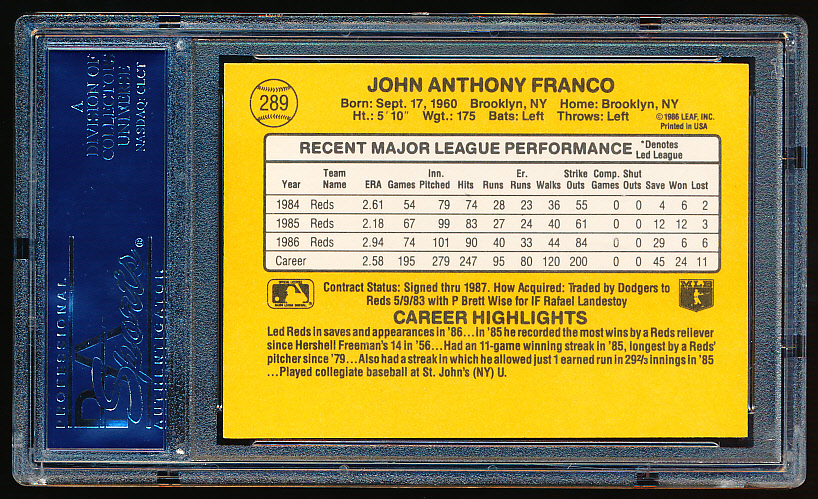 A
DIVISION OF
COLLECTORS
UNIVERSE
NASDAQ: CLCT
PROFESSIONAL
PSA
Sports®
AUTHENTICATOR
289
JOHN ANTHONY FRANCO
Born: Sept. 17, 1960 Brooklyn, NY Home: Brooklyn, NY
Ht.: 5'10" Wgt.: 175 Bats: Left Throws: Left
©1986 LEAF, INC.
Printed in USA
RECENT MAJOR LEAGUE PERFORMANCE *Denotes Led League
Year Team Name ERA Games Inn. Pitched Hits Runs Er. Runs Walks Strike Outs Comp. Games Shut Outs Save Won Lost
1984 Reds 2.61 54 79 74 28 23 36 55 0 0 4 6 2
1985 Reds 2.18 67 99 83 27 24 40 61 0 0 12 12 3
1986 Reds 2.94 74 101 90 40 33 44 84 0 0 29 6 6
Career 2.58 195 279 247 95 80 120 200 0 0 45 24 11
Contract Status: Signed thru 1987. How Acquired: Traded by Dodgers to
Reds 5/9/83 with P Brett Wise for IF Rafael Landestoy
MLB
CAREER HIGHLIGHTS
Led Reds in saves and appearances in '86...In '85 he recorded the most wins by a Reds reliever
since Hershell Freeman's 14 in '56...Had an 11-game winning streak in '85, longest by a Reds'
pitcher since '79...Also had a streak in which he allowed just 1 earned run in 29⅔ innings in '85
...Played collegiate baseball at St. John's (NY) U.